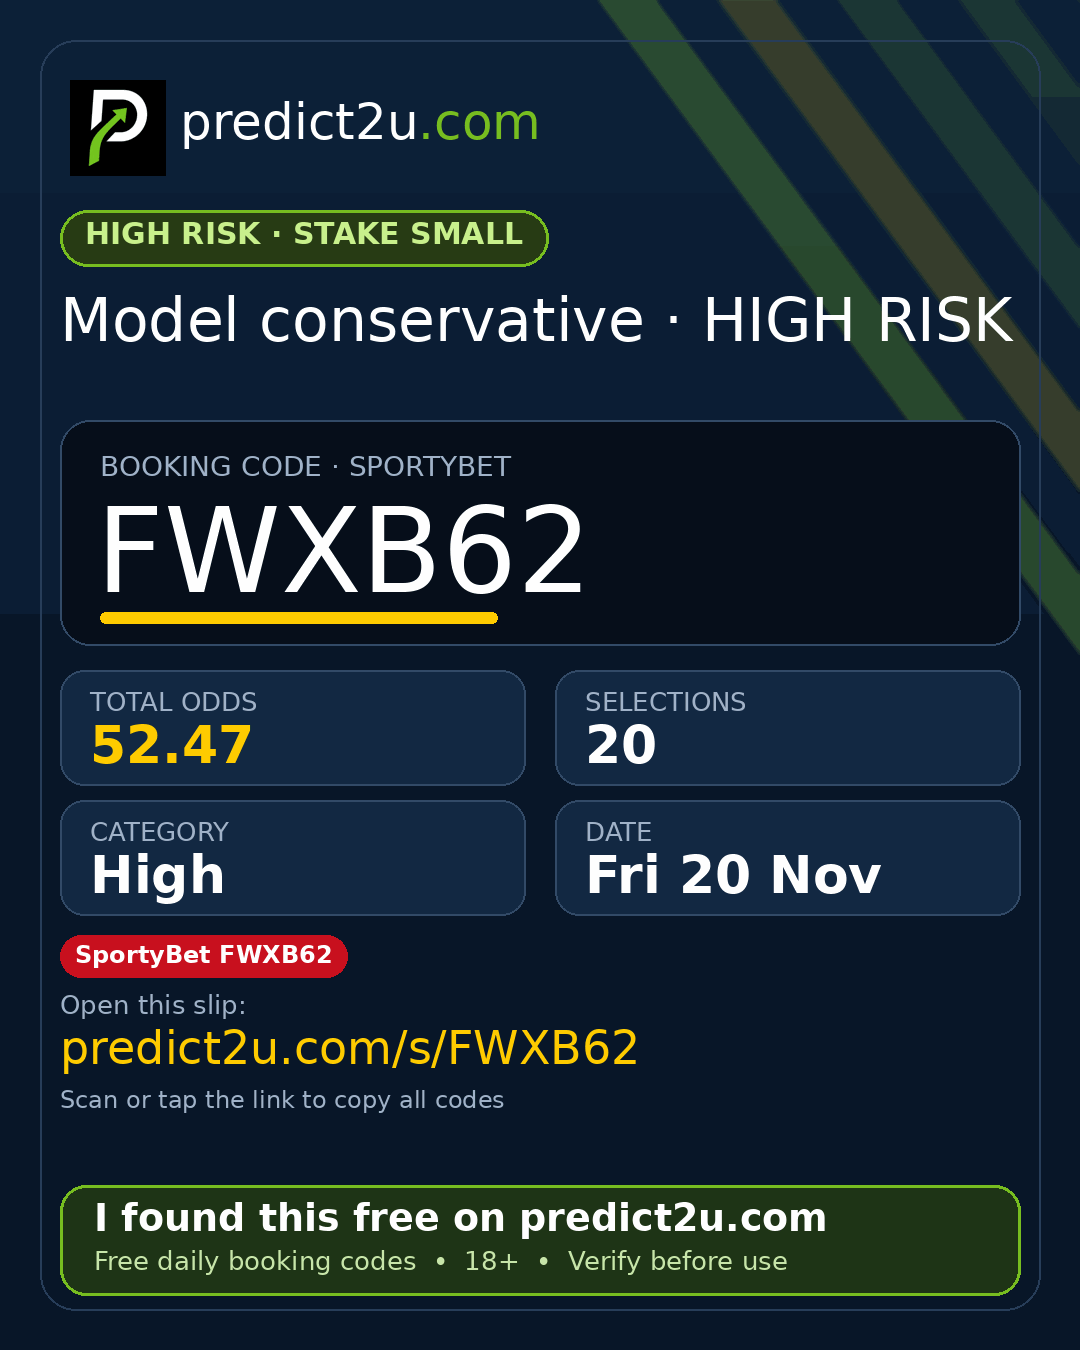 predict2u.com
HIGH RISK · STAKE SMALL
Model conservative · HIGH RISK
BOOKING CODE · SPORTYBET
FWXB62
TOTAL ODDS
52.47
SELECTIONS
20
CATEGORY
High
DATE
Fri 20 Nov
SportyBet FWXB62
Open this slip:
predict2u.com/s/FWXB62
Scan or tap the link to copy all codes
I found this free on predict2u.com
Free daily booking codes • 18+ • Verify before use